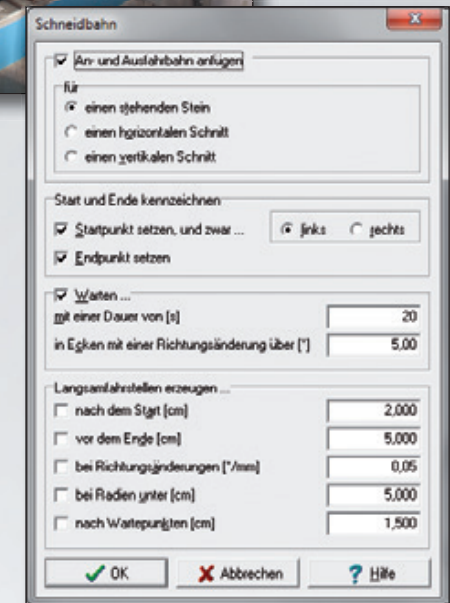 Schneidbahn
An- und Ausfahrbahn anfügen
für
einen stehenden Stein
einen horizontalen Schnitt
einen vertikalen Schnitt
Start und Ende kennzeichnen
Startpunkt setzen, und zwar ... links rechts
Endpunkt setzen
Warten ...
mit einer Dauer von [s] 20
in Ecken mit einer Richtungsänderung über [°] 5,00
Langsamfahrstellen erzeugen ...
nach dem Start [cm] 2,000
vor dem Ende [cm] 5,000
bei Richtungsänderungen [°/mm] 0,05
bei Radien unter [cm] 5,000
nach Wartepunkten [cm] 1,500
OK Abbrechen Hilfe